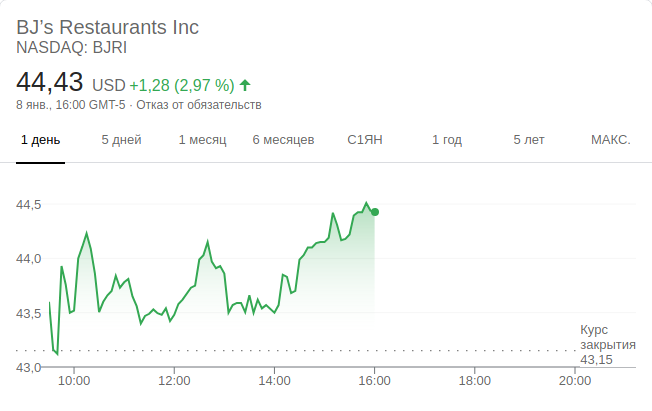 BJ’s Restaurants Inc
NASDAQ: BJRI
44,43 USD +1,28 (2,97 %)
8 янв., 16:00 GMT-5 · Отказ от обязательств
1 день 5 дней 1 месяц 6 месяцев С1ЯН 1 год 5 лет МАКС.
44,5
44,0
43,5
Курс
закрытия
43,15
43,0
10:00 12:00 14:00 16:00 18:00 20:00